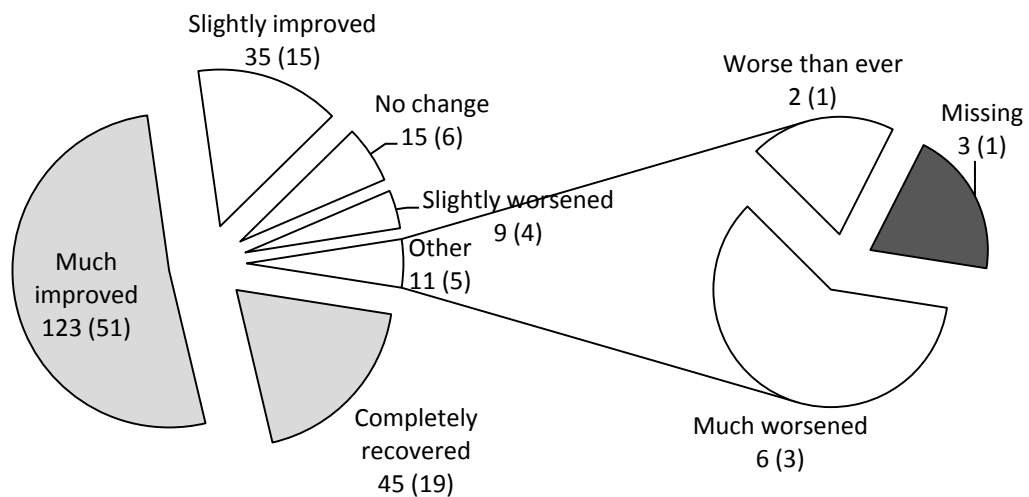 Slightly improved
35 (15)
No change
15 (6)
Slightly worsened
9 (4)
Other
11 (5)
Much
improved
123 (51)
Completely
recovered
45 (19)
Worse than ever
2 (1)
Missing
3 (1)
Much worsened
6 (3)